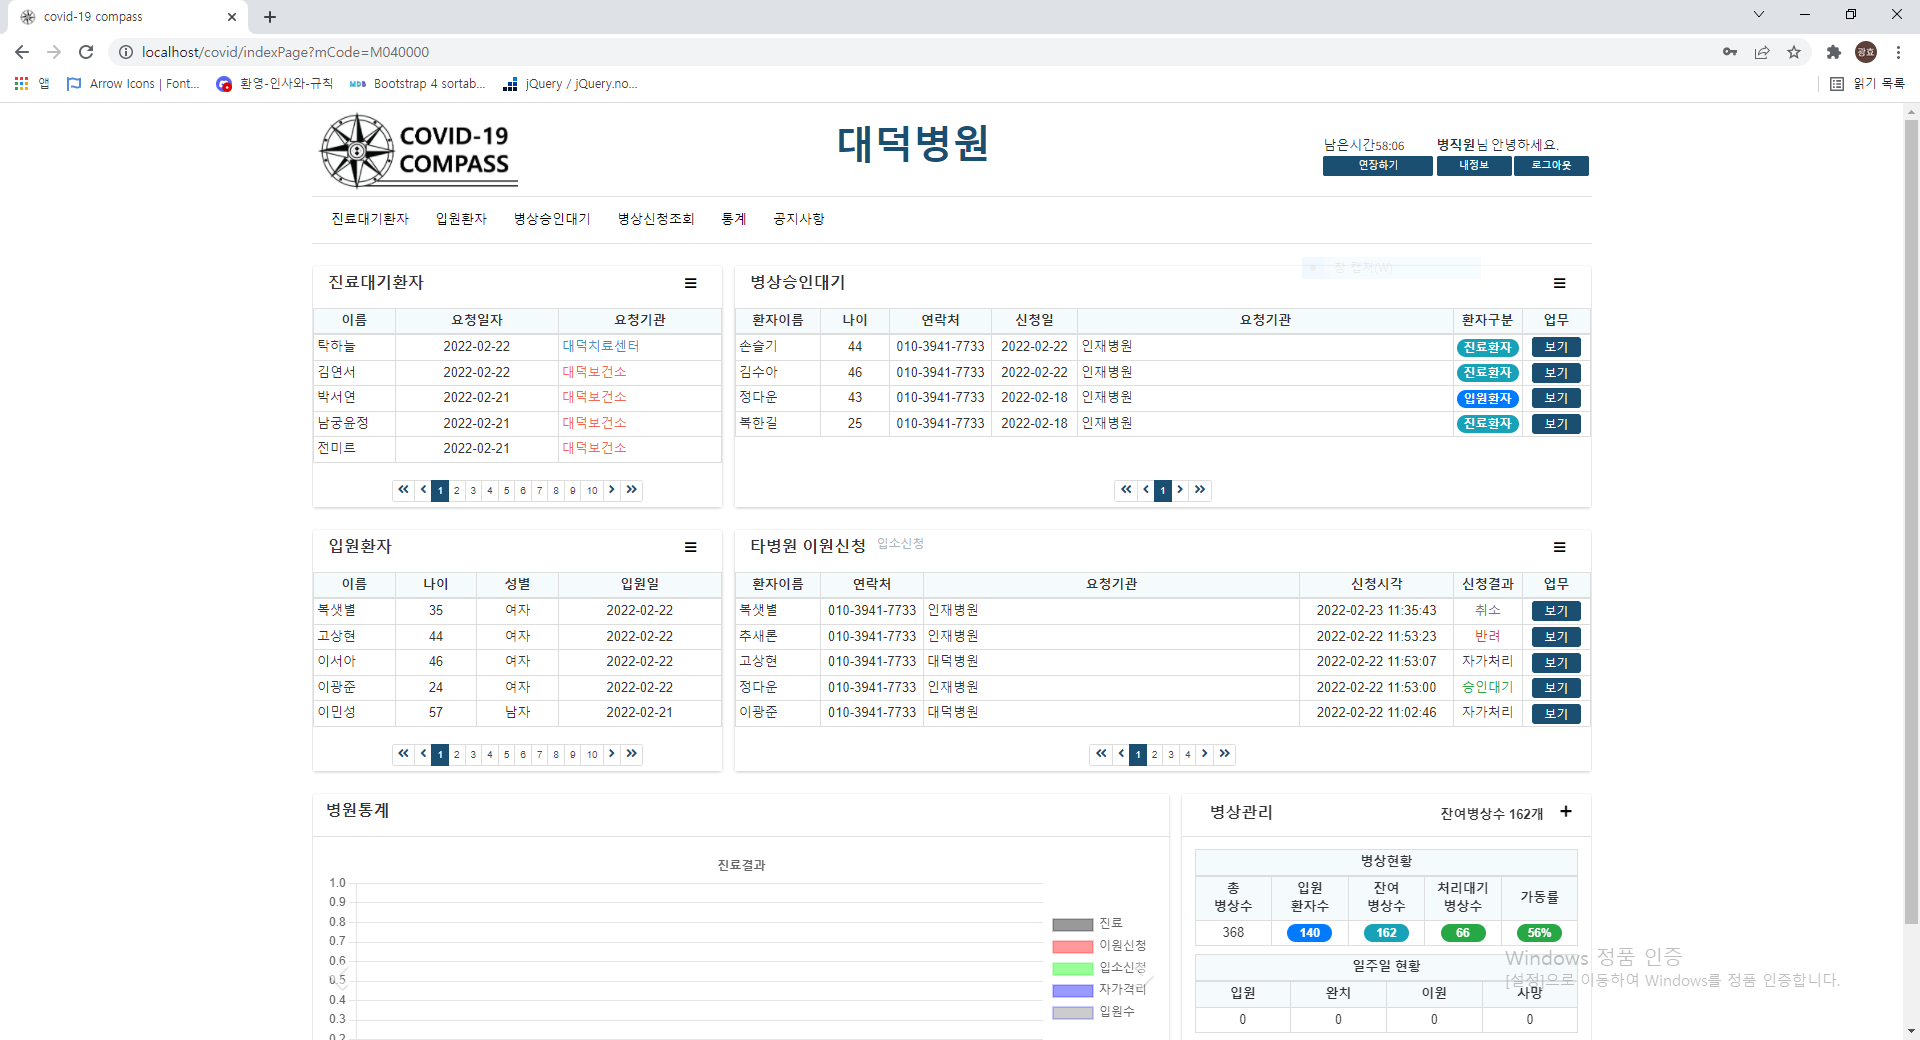 covid-19 compass
localhost/covid/indexPage?mCode=M040000
광효
앱
Arrow Icons | Font...
환영-인사와-규칙
MDB Bootstrap 4 sortab...
jQuery / jQuery.no...
읽기 목록
COVID-19
COMPASS
대덕병원
남은시간58:06
병직원님 안녕하세요.
연장하기
내정보
로그아웃
진료대기환자 입원환자 병상승인대기 병상신청조회 통계 공지사항
창 캡처(W)
진료대기환자
이름 요청일자 요청기관
탁하늘 2022-02-22 대덕치료센터
김연서 2022-02-22 대덕보건소
박서연 2022-02-21 대덕보건소
남궁윤정 2022-02-21 대덕보건소
전미르 2022-02-21 대덕보건소
1 2 3 4 5 6 7 8 9 10
병상승인대기
환자이름 나이 연락처 신청일 요청기관 환자구분 업무
손슬기 44 010-3941-7733 2022-02-22 인재병원 진료환자 보기
김수아 46 010-3941-7733 2022-02-22 인재병원 진료환자 보기
정다운 43 010-3941-7733 2022-02-18 인재병원 입원환자 보기
복한길 25 010-3941-7733 2022-02-18 인재병원 진료환자 보기
1
입원환자
이름 나이 성별 입원일
복샛별 35 여자 2022-02-22
고상현 44 여자 2022-02-22
이서아 46 여자 2022-02-22
이광준 24 여자 2022-02-22
이민성 57 남자 2022-02-21
1 2 3 4 5 6 7 8 9 10
타병원 이원신청 입소신청
환자이름 연락처 요청기관 신청시각 신청결과 업무
복샛별 010-3941-7733 인재병원 2022-02-23 11:35:43 취소 보기
추새론 010-3941-7733 인재병원 2022-02-22 11:53:23 반려 보기
고상현 010-3941-7733 대덕병원 2022-02-22 11:53:07 자가처리 보기
정다운 010-3941-7733 인재병원 2022-02-22 11:53:00 승인대기 보기
이광준 010-3941-7733 대덕병원 2022-02-22 11:02:46 자가처리 보기
1 2 3 4
병원통계
진료결과
1.0
0.9
0.8
0.7
0.6
0.5
0.4
0.3
0.2
진료
이원신청
입소신청
자가격리
입원수
병상관리
잔여병상수 162개
병상현황
총 병상수 입원 환자수 잔여 병상수 처리대기 병상수 가동률
368 140 162 66 56%
일주일 현황
입원 완치 이원 사망
0 0 0 0
Windows 정품 인증
[설정]으로 이동하여 Windows를 정품 인증합니다.